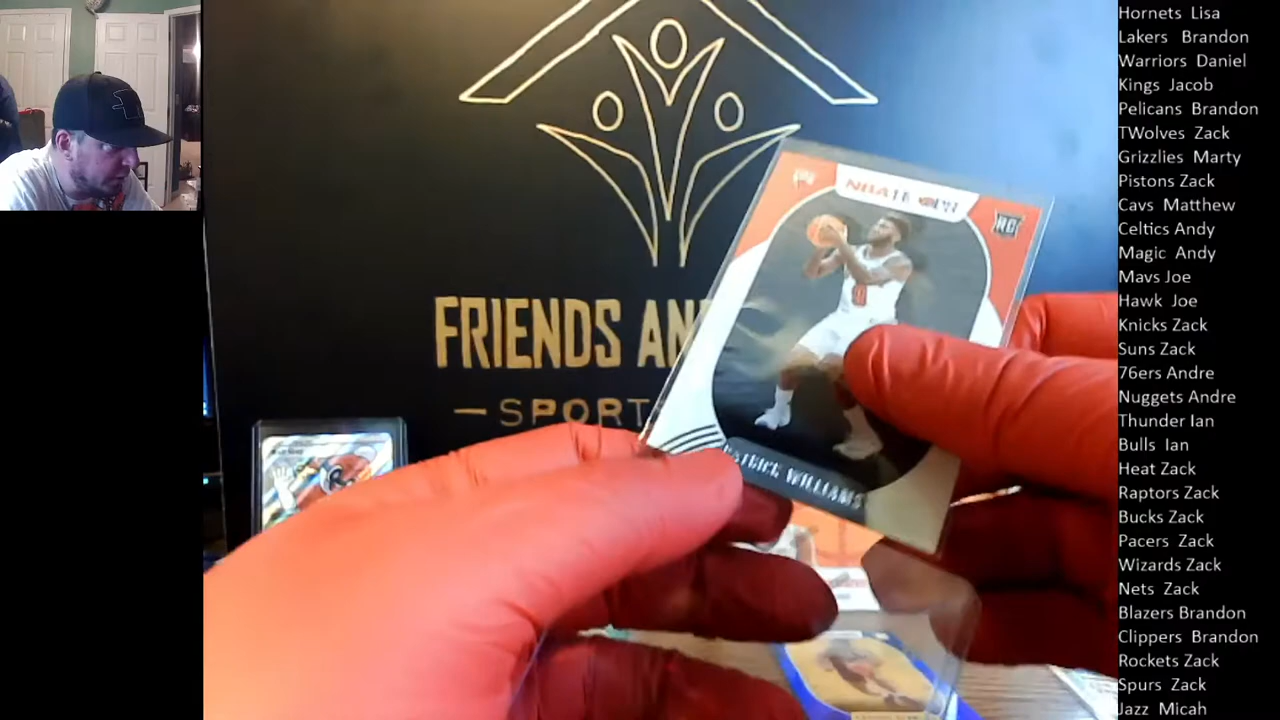 FRIENDS AN
— SPORT
NBA HOOPS
RC
PATRICK WILLIAMS
Hornets Lisa
Lakers Brandon
Warriors Daniel
Kings Jacob
Pelicans Brandon
TWolves Zack
Grizzlies Marty
Pistons Zack
Cavs Matthew
Celtics Andy
Magic Andy
Mavs Joe
Hawk Joe
Knicks Zack
Suns Zack
76ers Andre
Nuggets Andre
Thunder Ian
Bulls Ian
Heat Zack
Raptors Zack
Bucks Zack
Pacers Zack
Wizards Zack
Nets Zack
Blazers Brandon
Clippers Brandon
Rockets Zack
Spurs Zack
Jazz Micah